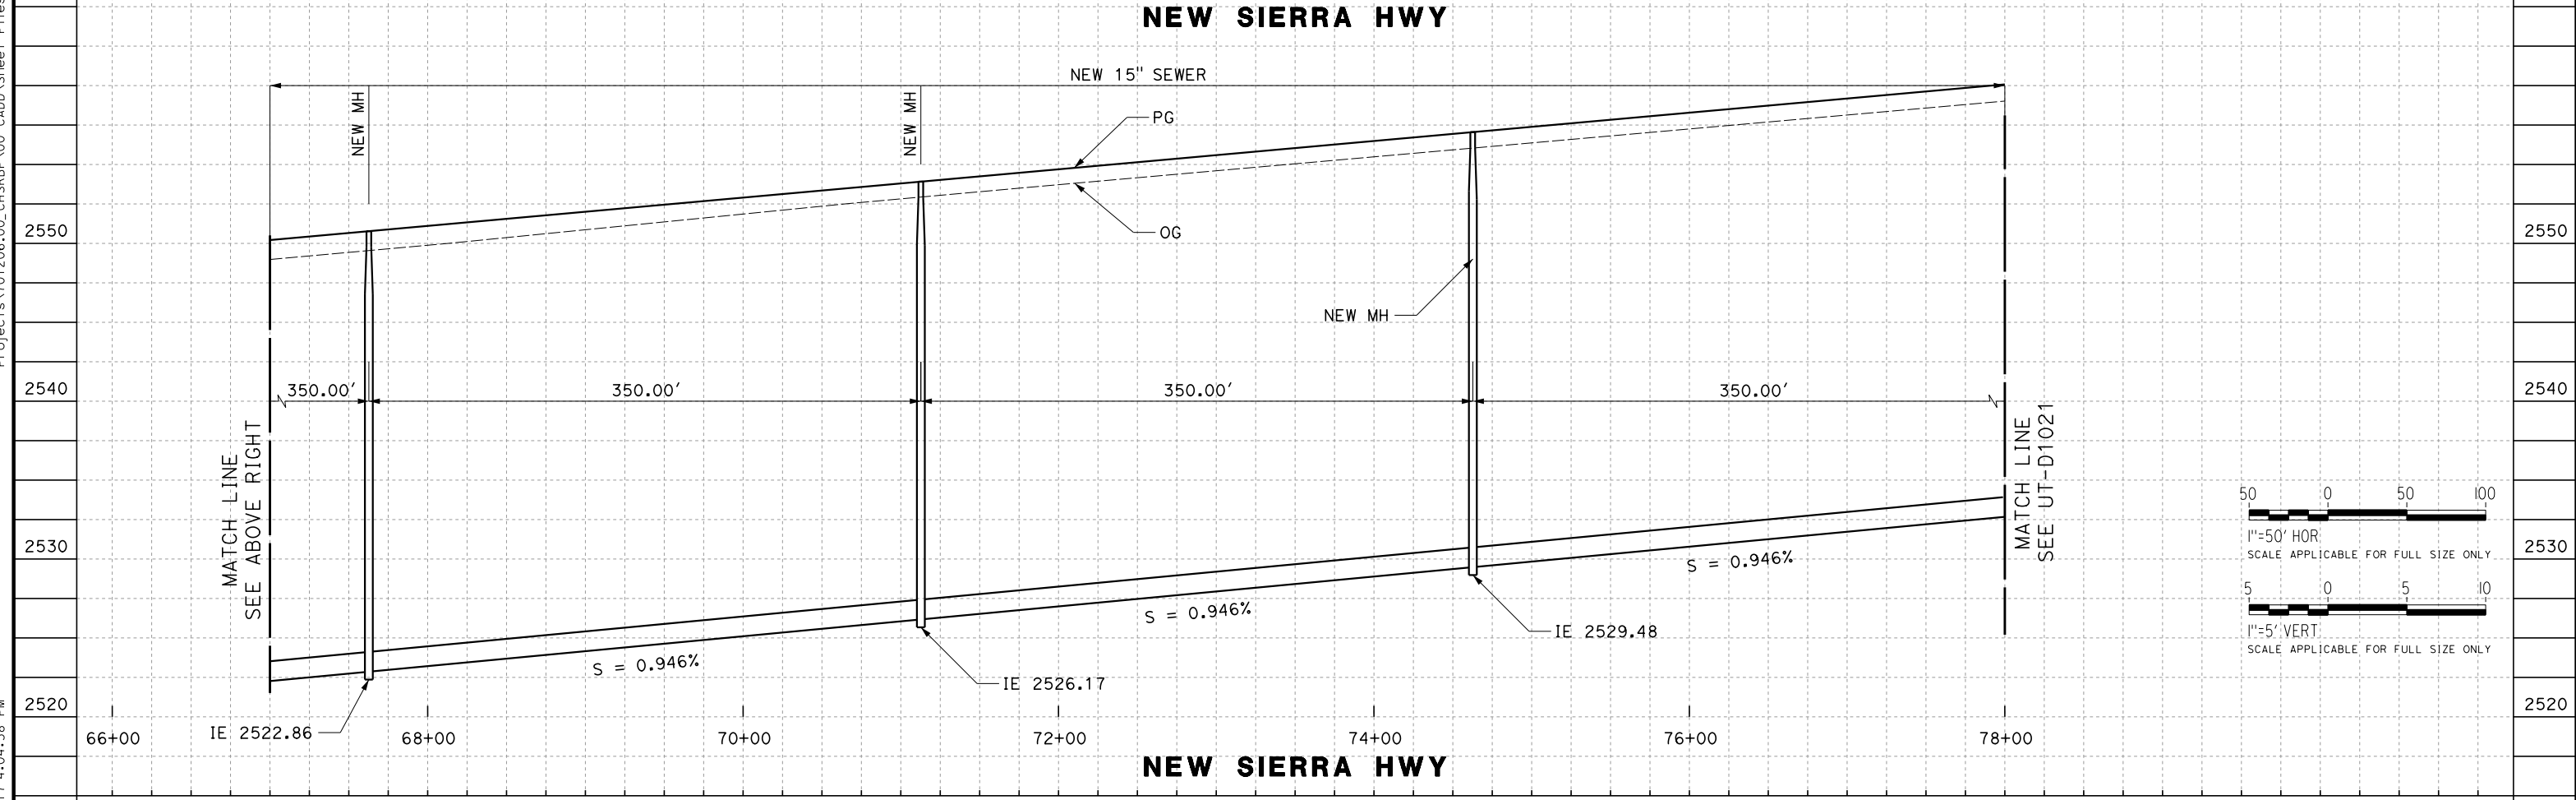 NEW SIERRA HWY
NEW 15" SEWER
NEW MH
NEW MH
PG
OG
2550
2550
NEW MH
2540
350.00'
350.00'
350.00'
350.00'
2540
MATCH LINE
SEE ABOVE RIGHT
MATCH LINE
SEE UT-D1021
50 0 50 100
1"=50' HOR
SCALE APPLICABLE FOR FULL SIZE ONLY
2530
2530
S = 0.946%
S = 0.946%
S = 0.946%
5 0 5 10
1"=5' VERT
SCALE APPLICABLE FOR FULL SIZE ONLY
IE 2529.48
IE 2526.17
IE 2522.86
2520
2520
66+00 68+00 70+00 72+00 74+00 76+00 78+00
NEW SIERRA HWY